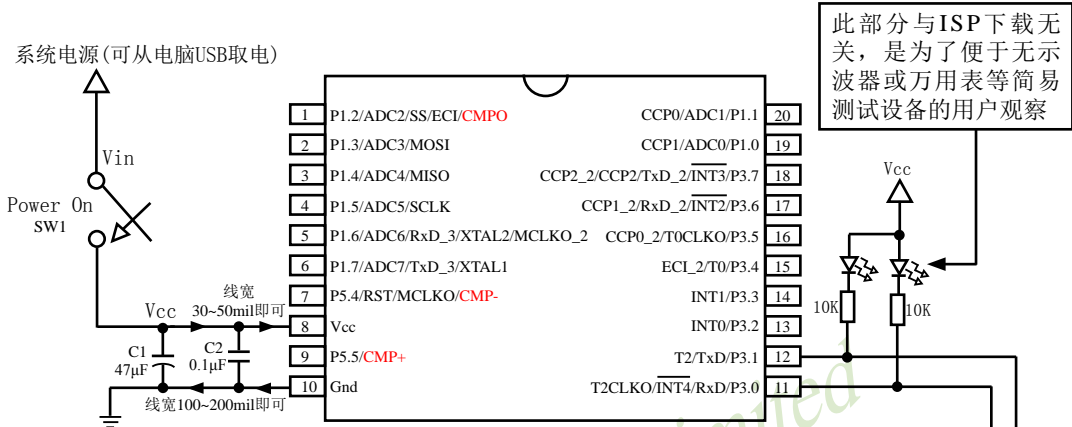 系统电源(可从电脑USB取电)
Vin
Power On
SW1
Vcc
线宽
30~50mil即可
C1
47μF
C2
0.1μF
线宽100~200mil即可
1 P1.2/ADC2/SS/ECI/CMPO
2 P1.3/ADC3/MOSI
3 P1.4/ADC4/MISO
4 P1.5/ADC5/SCLK
5 P1.6/ADC6/RxD_3/XTAL2/MCLKO_2
6 P1.7/ADC7/TxD_3/XTAL1
7 P5.4/RST/MCLKO/CMP-
8 Vcc
9 P5.5/CMP+
10 Gnd
CCP0/ADC1/P1.1 20
CCP1/ADC0/P1.0 19
CCP2_2/CCP2/TxD_2/INT3/P3.7 18
CCP1_2/RxD_2/INT2/P3.6 17
CCP0_2/T0CLKO/P3.5 16
ECI_2/T0/P3.4 15
INT1/P3.3 14
INT0/P3.2 13
T2/TxD/P3.1 12
T2CLKO/INT4/RxD/P3.0 11
此部分与ISP下载无
关，是为了便于无示
波器或万用表等简易
测试设备的用户观察
Vcc
10K
10K